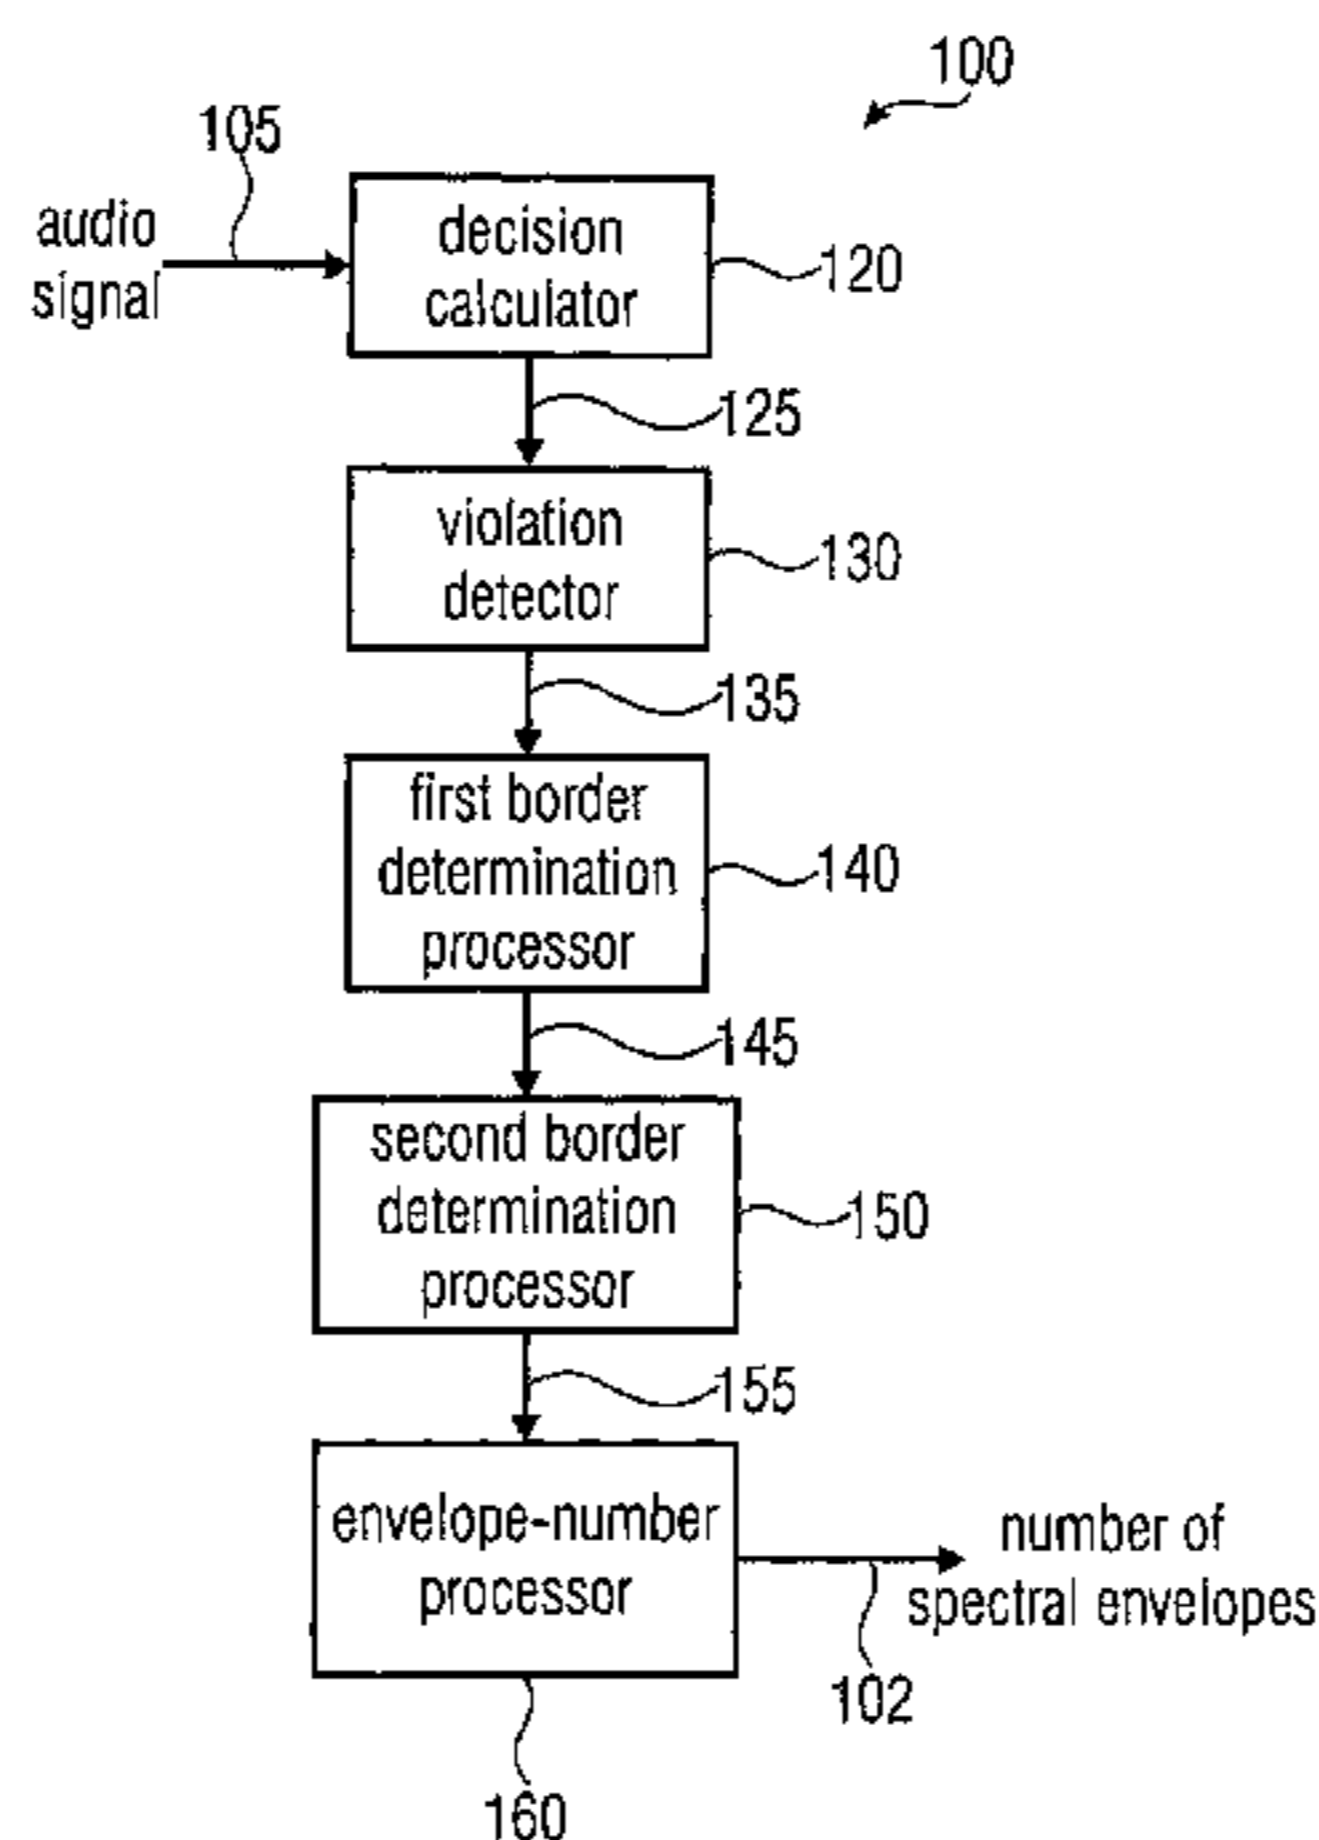 100
105
audio
signal
decision
calculator
120
125
violation
detector
130
135
first border
determination
processor
140
145
second border
determination
processor
150
155
envelope-number
processor
number of
spectral envelopes
102
160